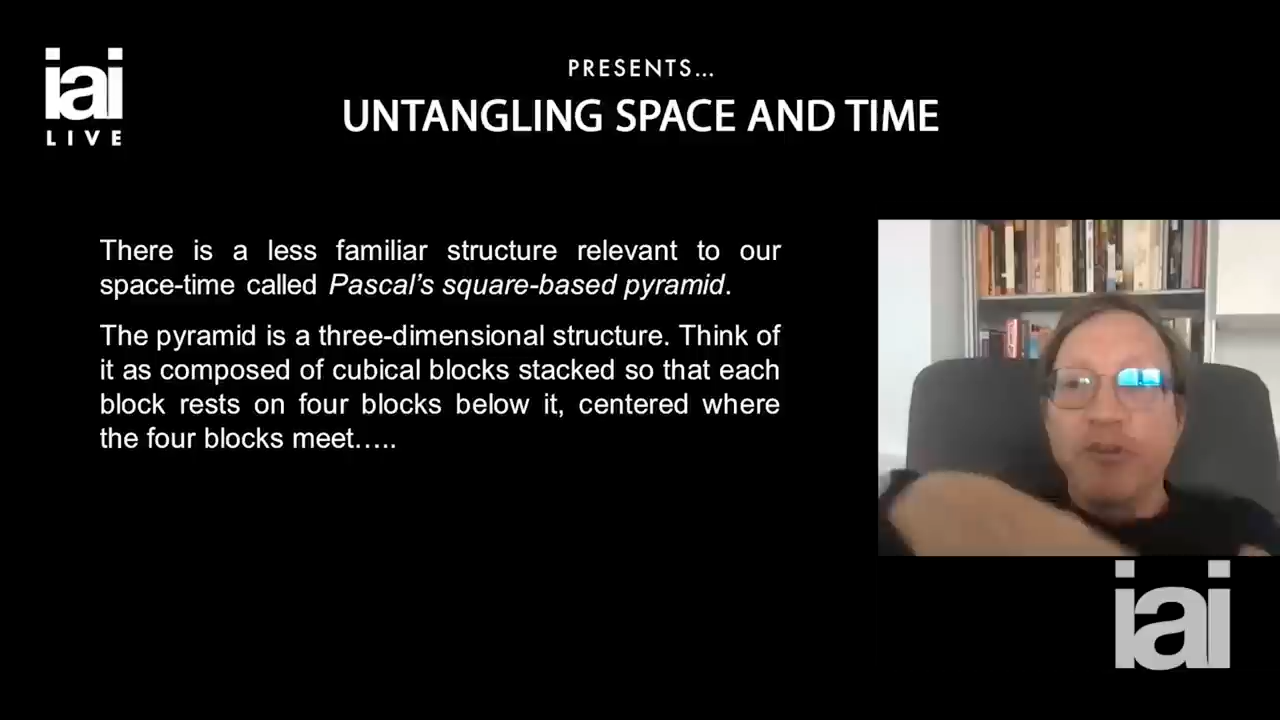 iai
LIVE
PRESENTS...
UNTANGLING SPACE AND TIME
There is a less familiar structure relevant to our
space-time called Pascal's square-based pyramid.
The pyramid is a three-dimensional structure. Think of
it as composed of cubical blocks stacked so that each
block rests on four blocks below it, centered where
the four blocks meet.....
iai